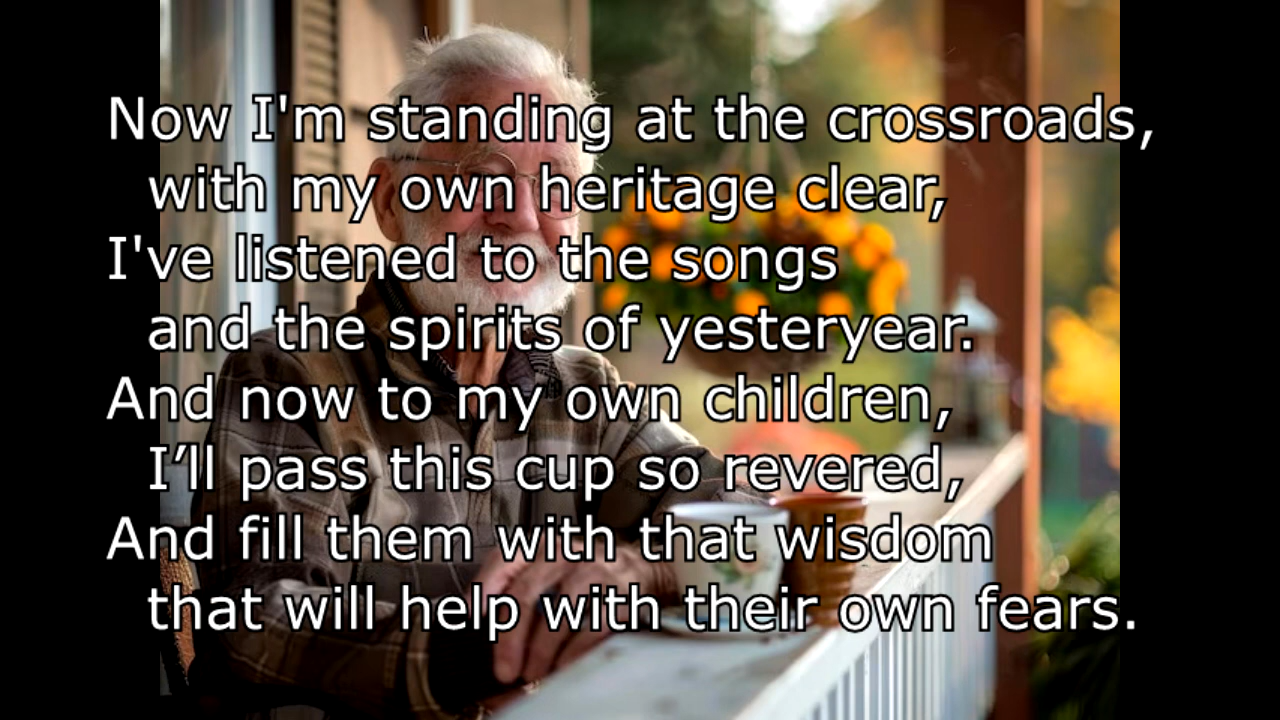 Now I'm standing at the crossroads,
with my own heritage clear,
I've listened to the songs
and the spirits of yesteryear.
And now to my own children,
I’ll pass this cup so revered,
And fill them with that wisdom
that will help with their own fears.